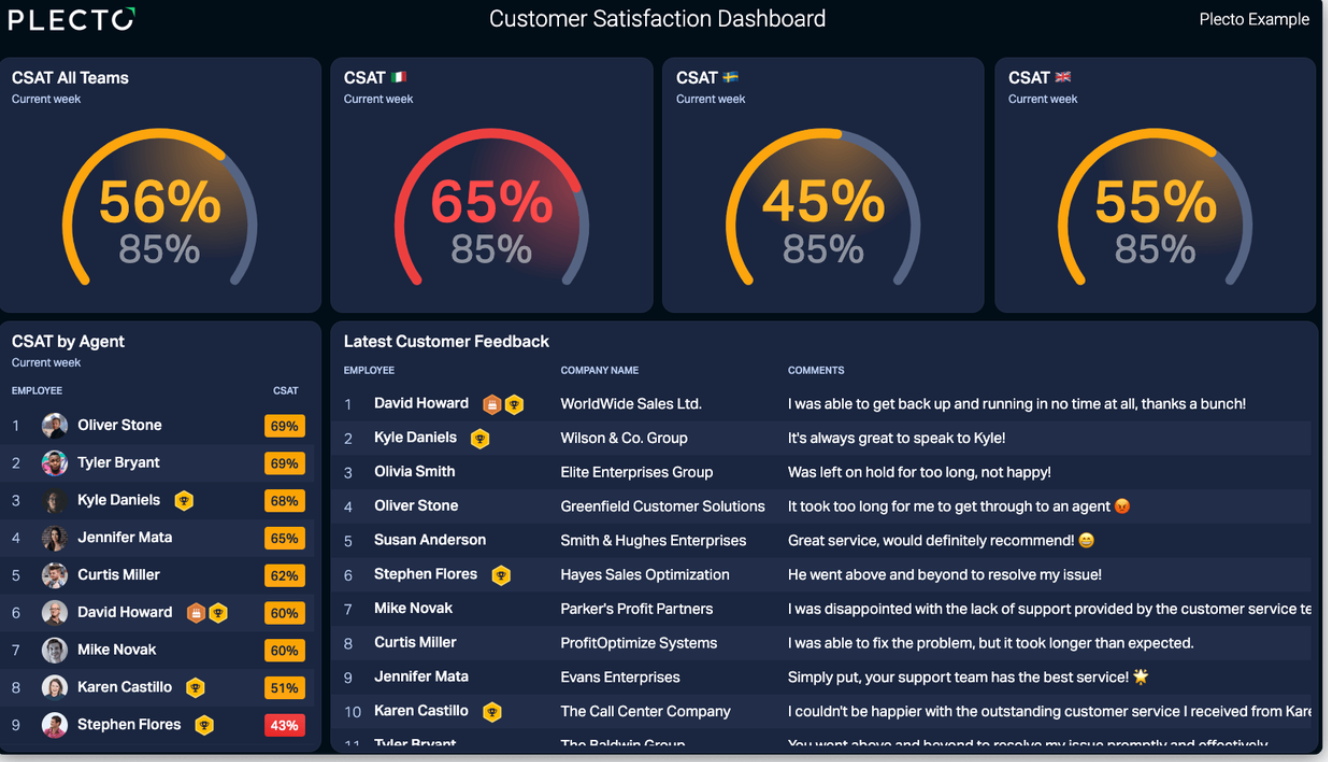 PLECTO
Customer Satisfaction Dashboard
Plecto Example
CSAT All Teams
Current week
56%
85%
CSAT 🇮🇹
Current week
65%
85%
CSAT 🇸🇪
Current week
45%
85%
CSAT 🇬🇧
Current week
55%
85%
CSAT by Agent
Current week
EMPLOYEE CSAT
1 Oliver Stone 69%
2 Tyler Bryant 69%
3 Kyle Daniels 68%
4 Jennifer Mata 65%
5 Curtis Miller 62%
6 David Howard 60%
7 Mike Novak 60%
8 Karen Castillo 51%
9 Stephen Flores 43%
Latest Customer Feedback
EMPLOYEE COMPANY NAME COMMENTS
1 David Howard WorldWide Sales Ltd. I was able to get back up and running in no time at all, thanks a bunch!
2 Kyle Daniels Wilson & Co. Group It's always great to speak to Kyle!
3 Olivia Smith Elite Enterprises Group Was left on hold for too long, not happy!
4 Oliver Stone Greenfield Customer Solutions It took too long for me to get through to an agent 😡
5 Susan Anderson Smith & Hughes Enterprises Great service, would definitely recommend! 😄
6 Stephen Flores Hayes Sales Optimization He went above and beyond to resolve my issue!
7 Mike Novak Parker's Profit Partners I was disappointed with the lack of support provided by the customer service te
8 Curtis Miller ProfitOptimize Systems I was able to fix the problem, but it took longer than expected.
9 Jennifer Mata Evans Enterprises Simply put, your support team has the best service! 🌟
10 Karen Castillo The Call Center Company I couldn't be happier with the outstanding customer service I received from Kare
11 Tyler Bryant The Baldwin Group You went above and beyond to resolve my issue promptly and effectively.